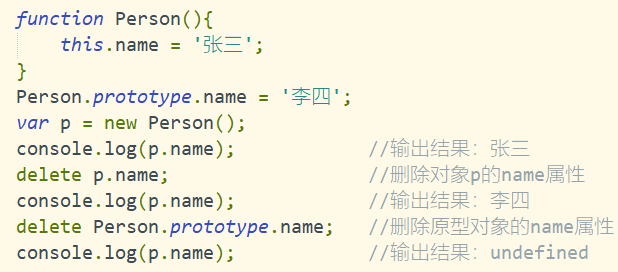 function Person(){
    this.name = '张三';
}
Person.prototype.name = '李四';
var p = new Person();
console.log(p.name);            //输出结果：张三
delete p.name;                  //删除对象p的name属性
console.log(p.name);            //输出结果：李四
delete Person.prototype.name;   //删除原型对象的name属性
console.log(p.name);            //输出结果：undefined